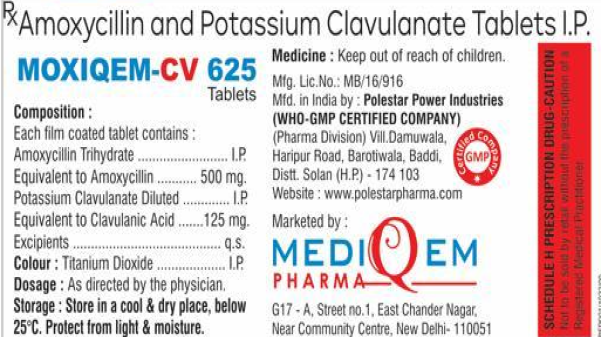 Rx Amoxycillin and Potassium Clavulanate Tablets I.P.
MOXIQEM-CV 625
Tablets
Composition :
Each film coated tablet contains :
Amoxycillin Trihydrate ........................... I.P.
Equivalent to Amoxycillin ............ 500 mg.
Potassium Clavulanate Diluted .............. I.P.
Equivalent to Clavulanic Acid .......125 mg.
Excipients ............................................ q.s.
Colour : Titanium Dioxide .................... I.P.
Dosage : As directed by the physician.
Storage : Store in a cool & dry place, below
25°C. Protect from light & moisture.
Medicine : Keep out of reach of children.
Mfg. Lic.No.: MB/16/916
Mfd. in India by : Polestar Power Industries
(WHO-GMP CERTIFIED COMPANY)
(Pharma Division) Vill.Damuwala,
Haripur Road, Barotiwala, Baddi,
Distt. Solan (H.P.) - 174 103
Website : www.polestarpharma.com
Certified Company
GMP
Marketed by :
MEDIQEM
PHARMA
G17 - A, Street no.1, East Chander Nagar,
Near Community Centre, New Delhi- 110051
SCHEDULE H PRESCRIPTION DRUG-CAUTION
Not to be sold by retail without the prescription of a
Registered Medical Practitioner